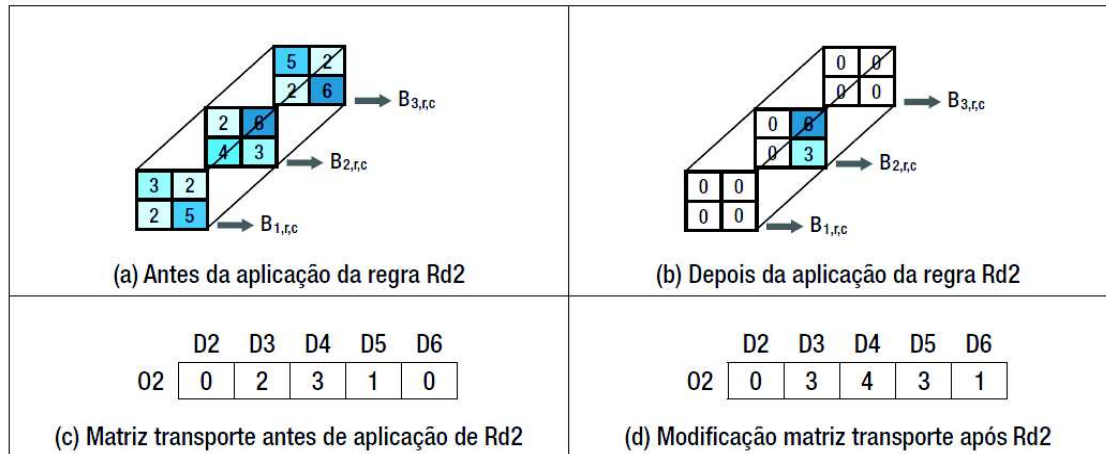 5 2
2 6
B3,r,c
2 6
4 3
B2,r,c
3 2
2 5
B1,r,c
(a) Antes da aplicação da regra Rd2
0 0
0 0
B3,r,c
0 6
0 3
B2,r,c
0 0
0 0
B1,r,c
(b) Depois da aplicação da regra Rd2
D2 D3 D4 D5 D6
O2 0 2 3 1 0
(c) Matriz transporte antes de aplicação de Rd2
D2 D3 D4 D5 D6
O2 0 3 4 3 1
(d) Modificação matriz transporte após Rd2